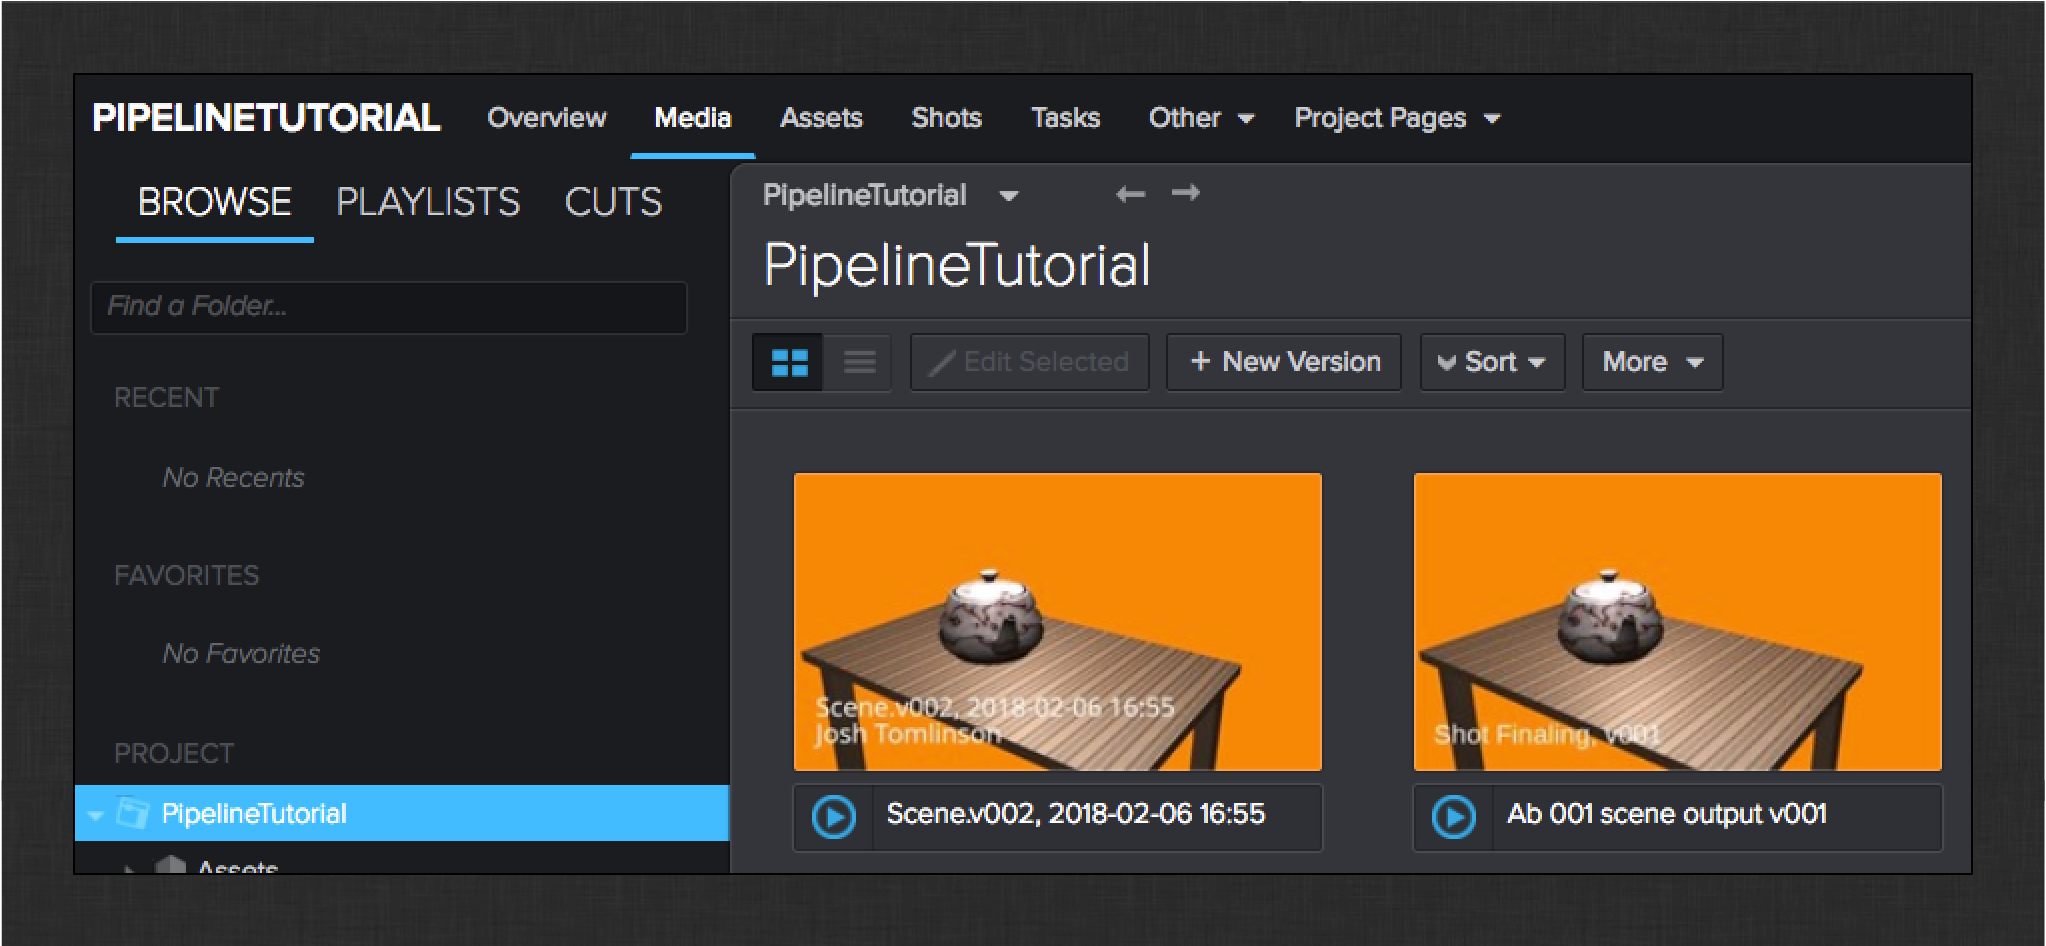 PIPELINETUTORIAL Overview Media Assets Shots Tasks Other Project Pages
BROWSE PLAYLISTS CUTS
Find a Folder...
RECENT
No Recents
FAVORITES
No Favorites
PROJECT
PipelineTutorial
Assets
PipelineTutorial
PipelineTutorial
Edit Selected + New Version Sort More
Scene.v002, 2018-02-06 16:55
Josh Tomlinson
Scene.v002, 2018-02-06 16:55
Shot Finaling, v001
Ab 001 scene output v001